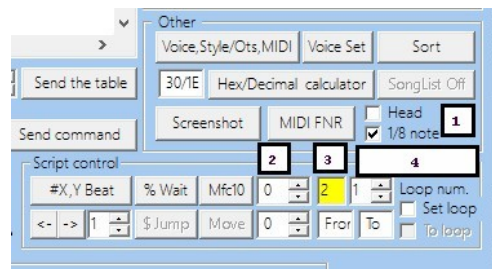 Other
Voice,Style/Ots,MIDI Voice Set Sort
Send the table 30/1E Hex/Decimal calculator SongList Off
Screenshot MIDI FNR Head 1
Send command 1/8 note
Script control 2 3 4
#X,Y Beat % Wait Mfc10 0 2 1 Loop num.
Set loop
<- -> 1 $ Jump Move 0 Fror To To loop